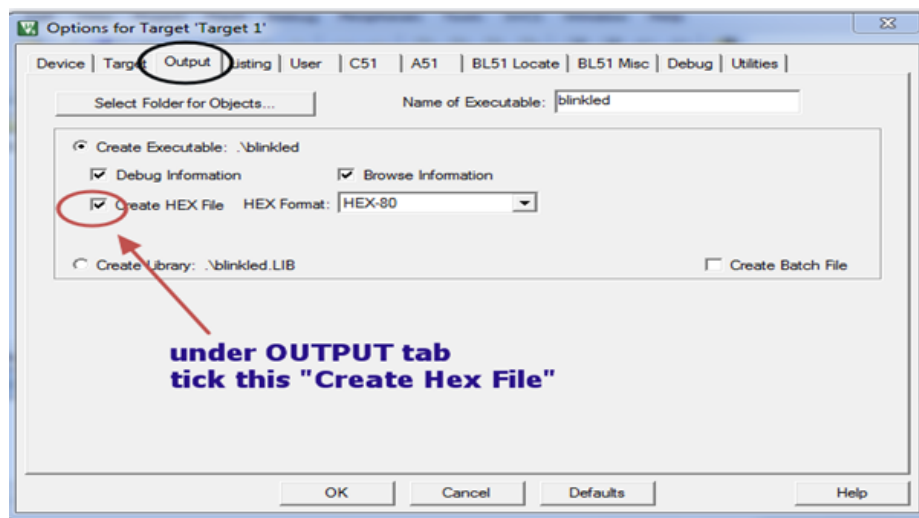 Options for Target 'Target 1'
Device Target Output Listing User C51 A51 BL51 Locate BL51 Misc Debug Utilities
Select Folder for Objects... Name of Executable: blinkled
Create Executable: .\blinkled
Debug Information Browse Information
Create HEX File HEX Format: HEX-80
Create Library: .\blinkled.LIB Create Batch File
under OUTPUT tab
tick this "Create Hex File"
OK Cancel Defaults Help